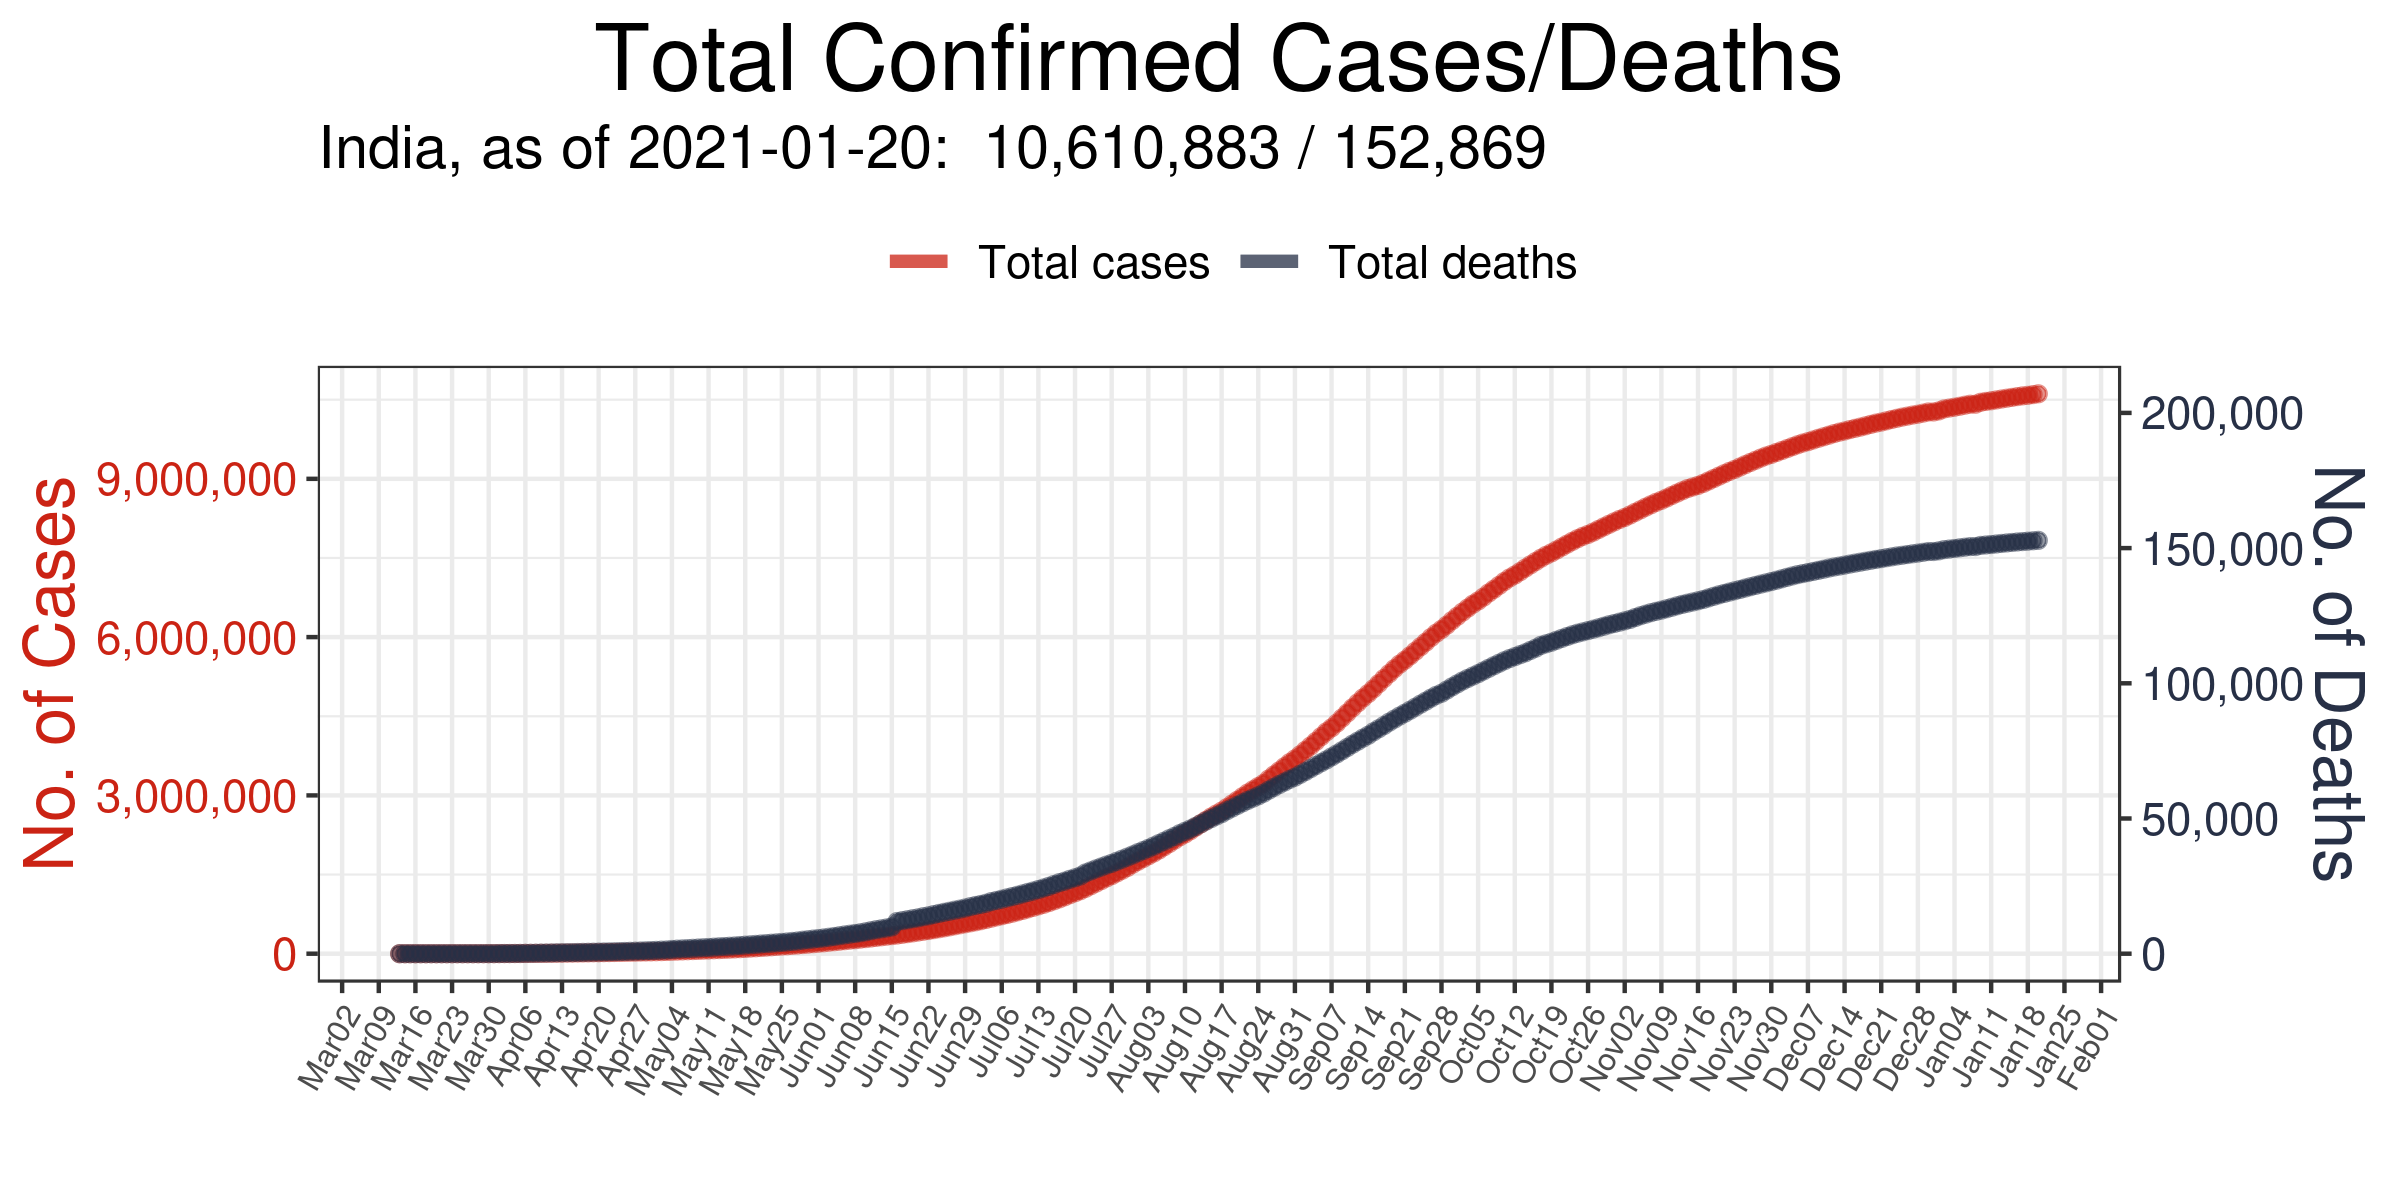 Total Confirmed Cases/Deaths
India, as of 2021-01-20:  10,610,883 / 152,869
Total cases
Total deaths
No. of Cases
9,000,000
6,000,000
3,000,000
0
200,000
150,000
100,000
50,000
0
No. of Deaths
Mar02
Mar09
Mar16
Mar23
Mar30
Apr06
Apr13
Apr20
Apr27
May04
May11
May18
May25
Jun01
Jun08
Jun15
Jun22
Jun29
Jul06
Jul13
Jul20
Jul27
Aug03
Aug10
Aug17
Aug24
Aug31
Sep07
Sep14
Sep21
Sep28
Oct05
Oct12
Oct19
Oct26
Nov02
Nov09
Nov16
Nov23
Nov30
Dec07
Dec14
Dec21
Dec28
Jan04
Jan11
Jan18
Jan25
Feb01